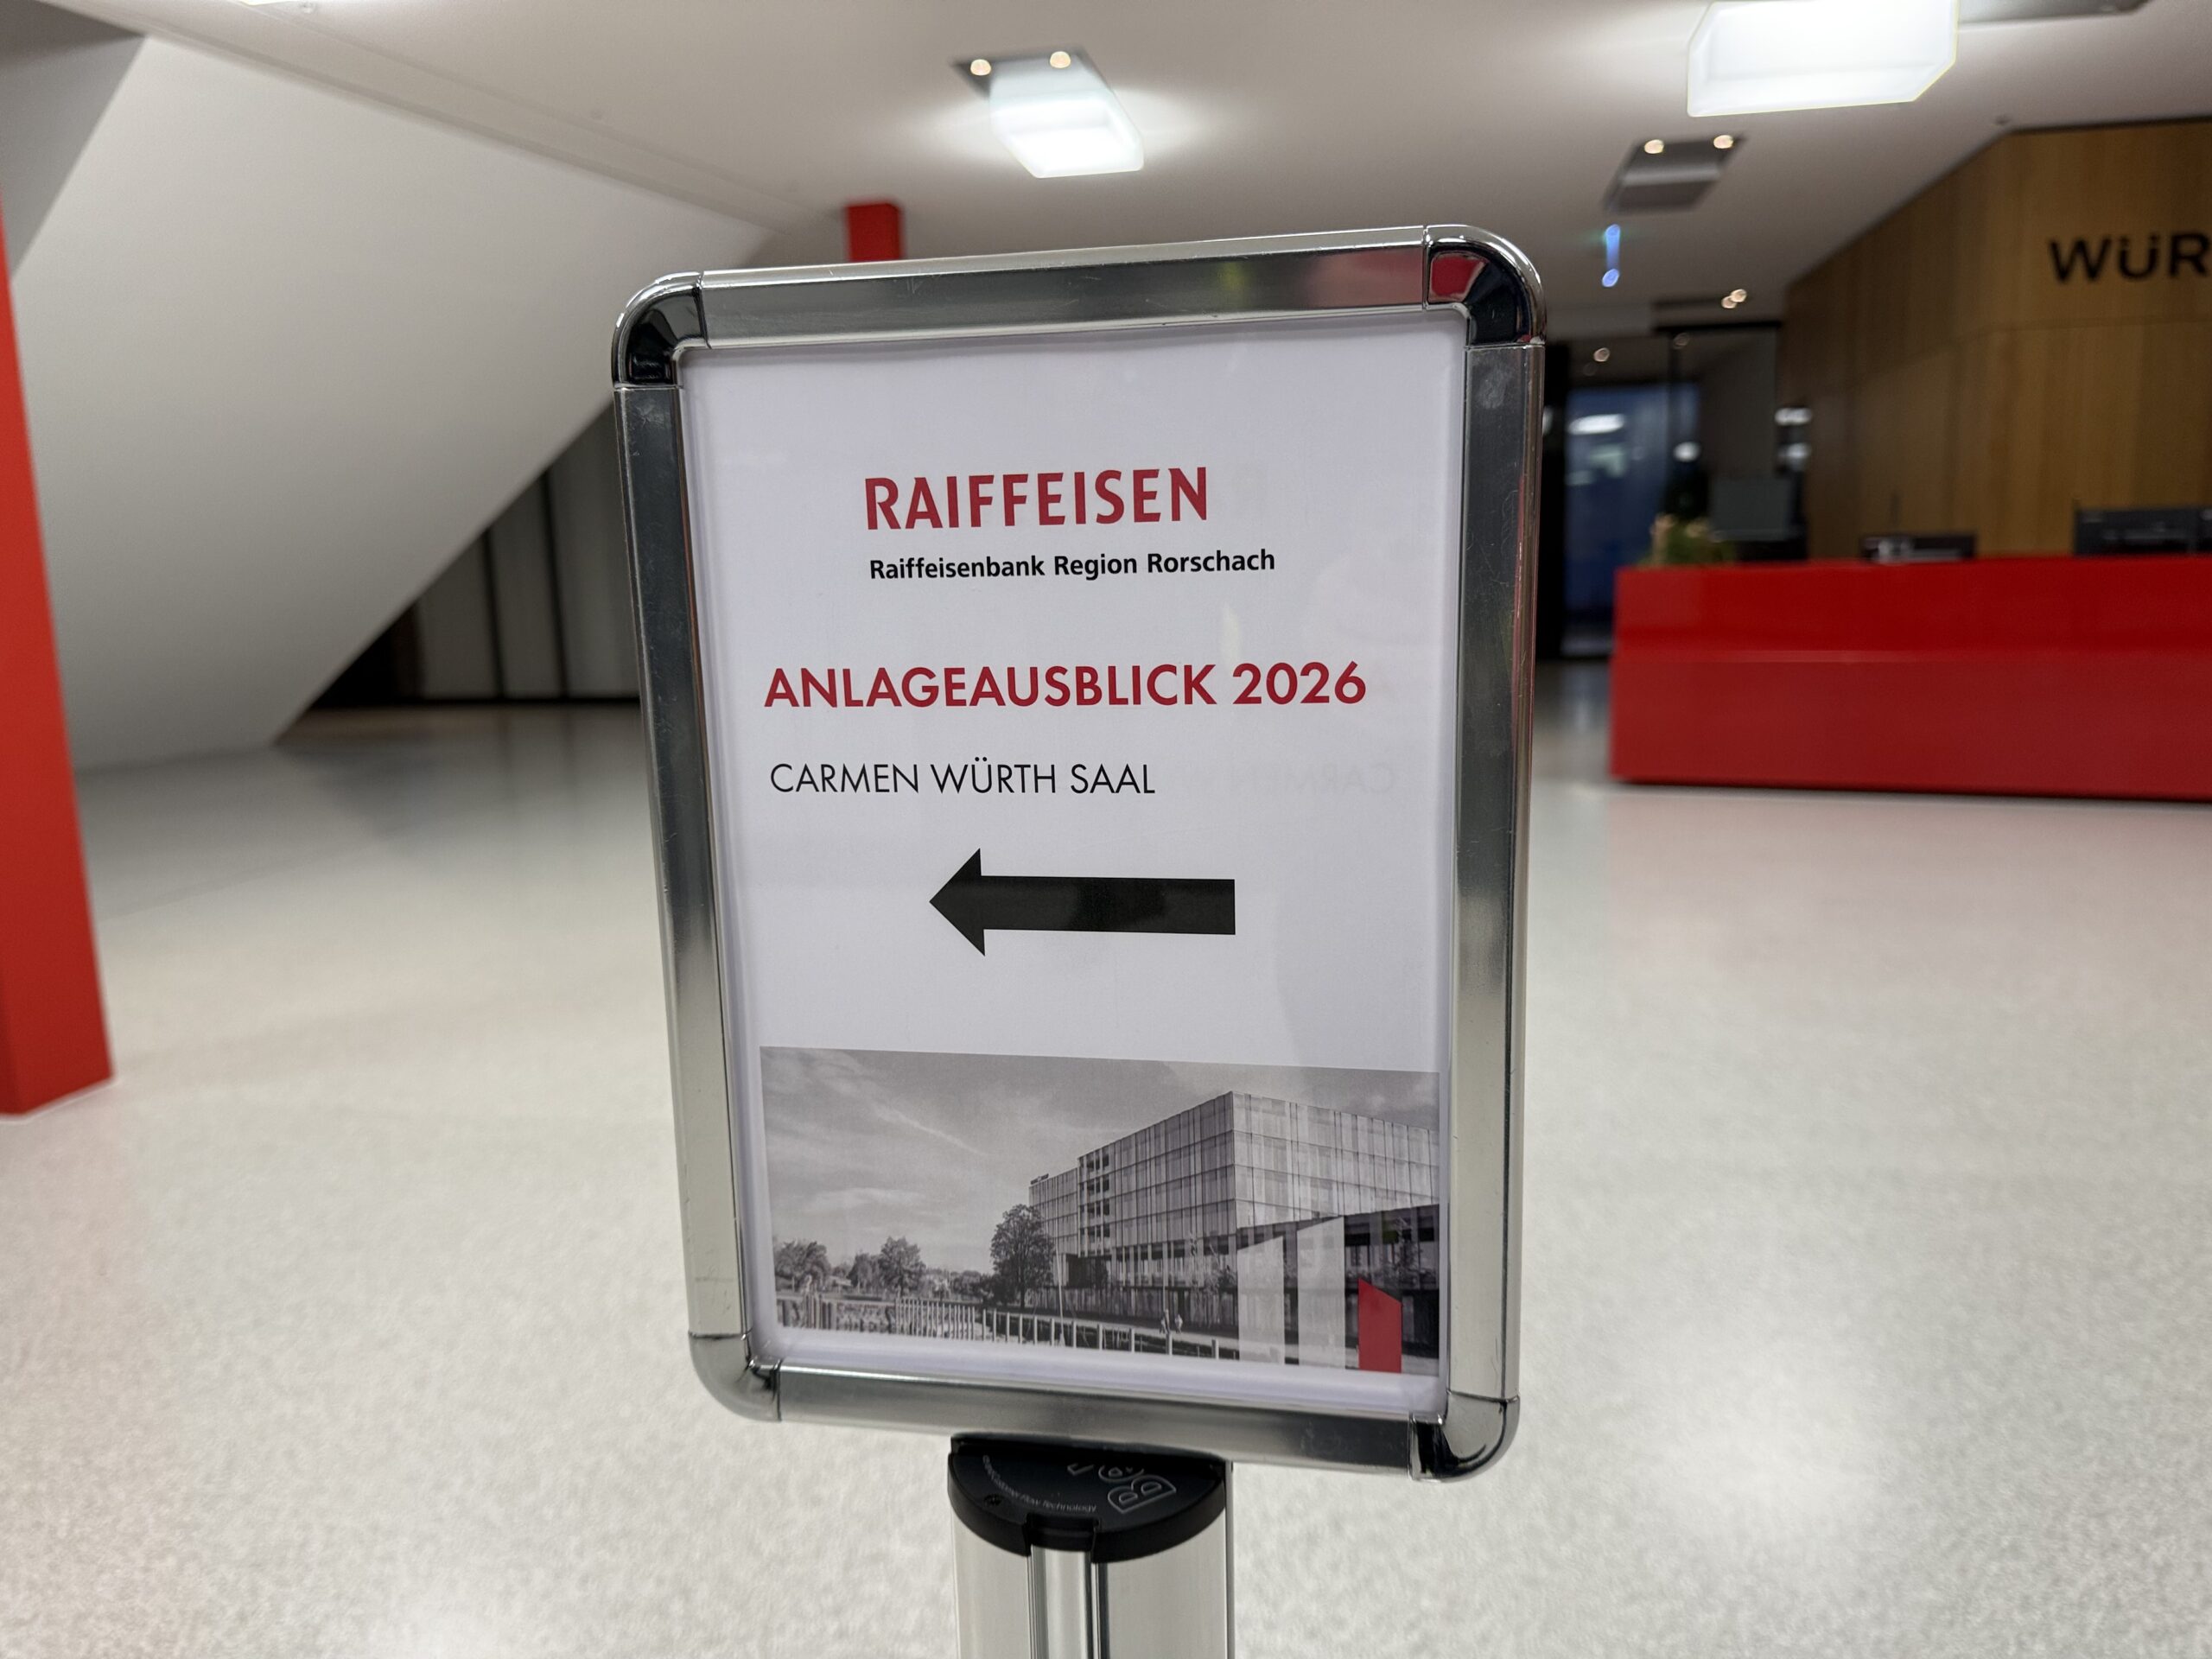 RAIFFEISEN
Raiffeisenbank Region Rorschach
ANLAGEAUSBLICK 2026
CARMEN WÜRTH SAAL
WÜR